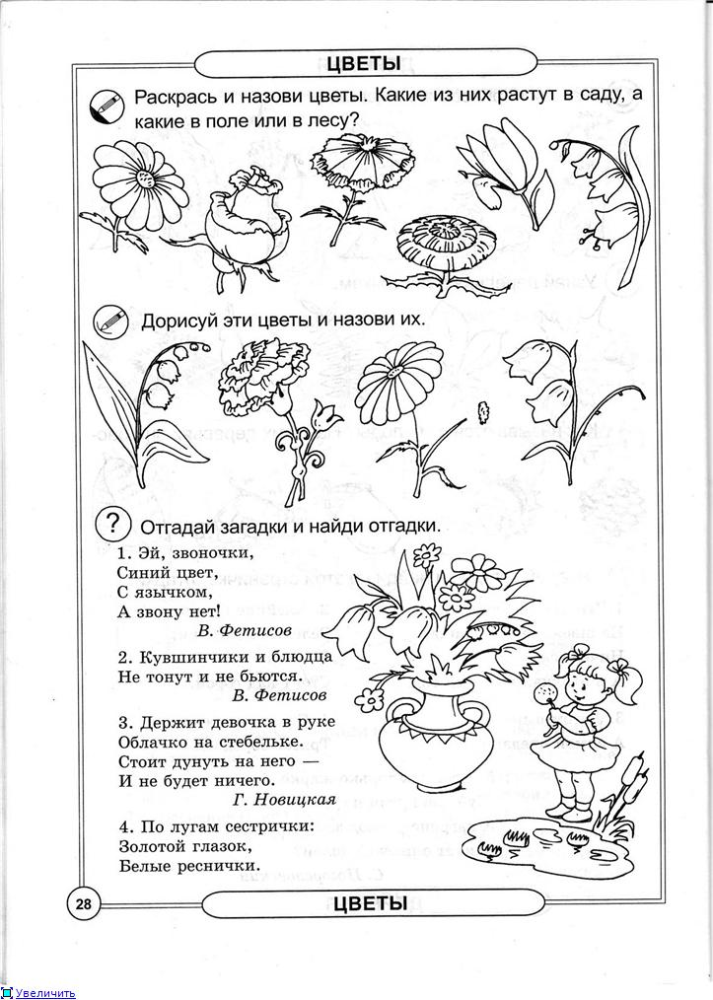 ЦВЕТЫ
Раскрась и назови цветы. Какие из них растут в саду, а
какие в поле или в лесу?
Дорисуй эти цветы и назови их.
? Отгадай загадки и найди отгадки.
1. Эй, звоночки,
Синий цвет,
С язычком,
А звону нет!
В. Фетисов
2. Кувшинчики и блюдца
Не тонут и не бьются.
В. Фетисов
3. Держит девочка в руке
Облачко на стебельке.
Стоит дунуть на него —
И не будет ничего.
Г. Новицкая
4. По лугам сестрички:
Золотой глазок,
Белые реснички.
28
ЦВЕТЫ
Увеличить